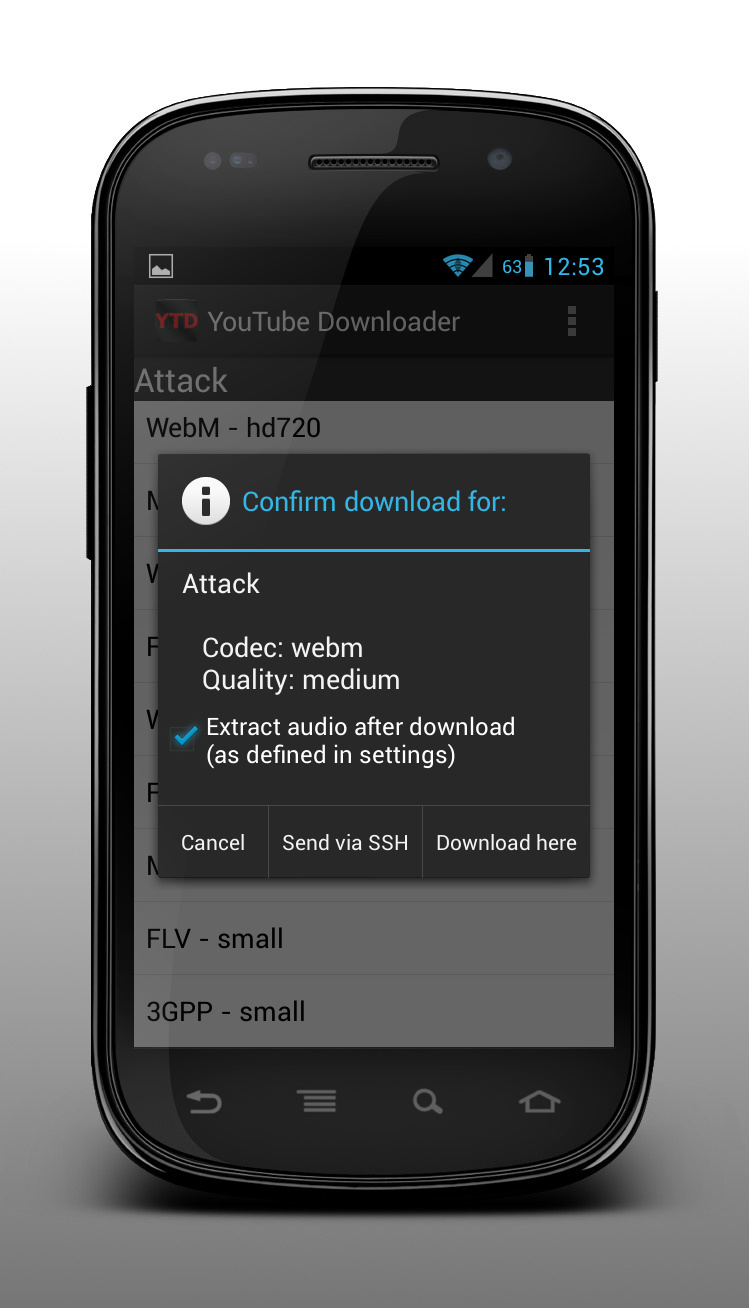 63 12:53
YTD YouTube Downloader
Attack
WebM - hd720
Confirm download for:
Attack
Codec: webm
Quality: medium
Extract audio after download
(as defined in settings)
Cancel Send via SSH Download here
FLV - small
3GPP - small